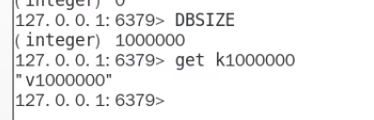 (integer) 0
127.0.0.1:6379> DBSIZE
(integer) 1000000
127.0.0.1:6379> get k1000000
"v1000000"
127.0.0.1:6379>